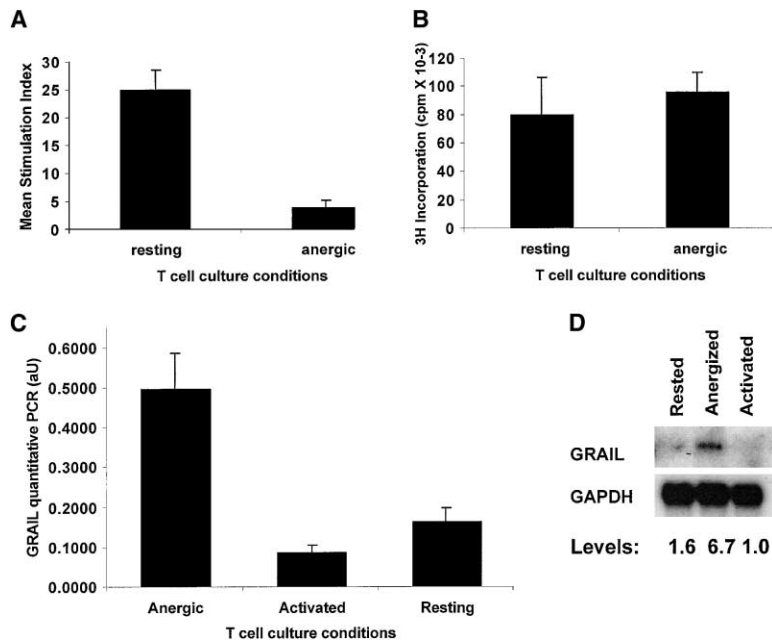 A
Mean Stimulation Index
35
30
25
20
15
10
5
0
resting anergic
T cell culture conditions
B
3H Incorporation (cpm X 10-3)
120
100
80
60
40
20
0
resting anergic
T cell culture conditions
C
GRAIL quantitative PCR (aU)
0.6000
0.5000
0.4000
0.3000
0.2000
0.1000
0.0000
Anergic Activated Resting
T cell culture conditions
D
Rested Anergized Activated
GRAIL
GAPDH
Levels: 1.6 6.7 1.0